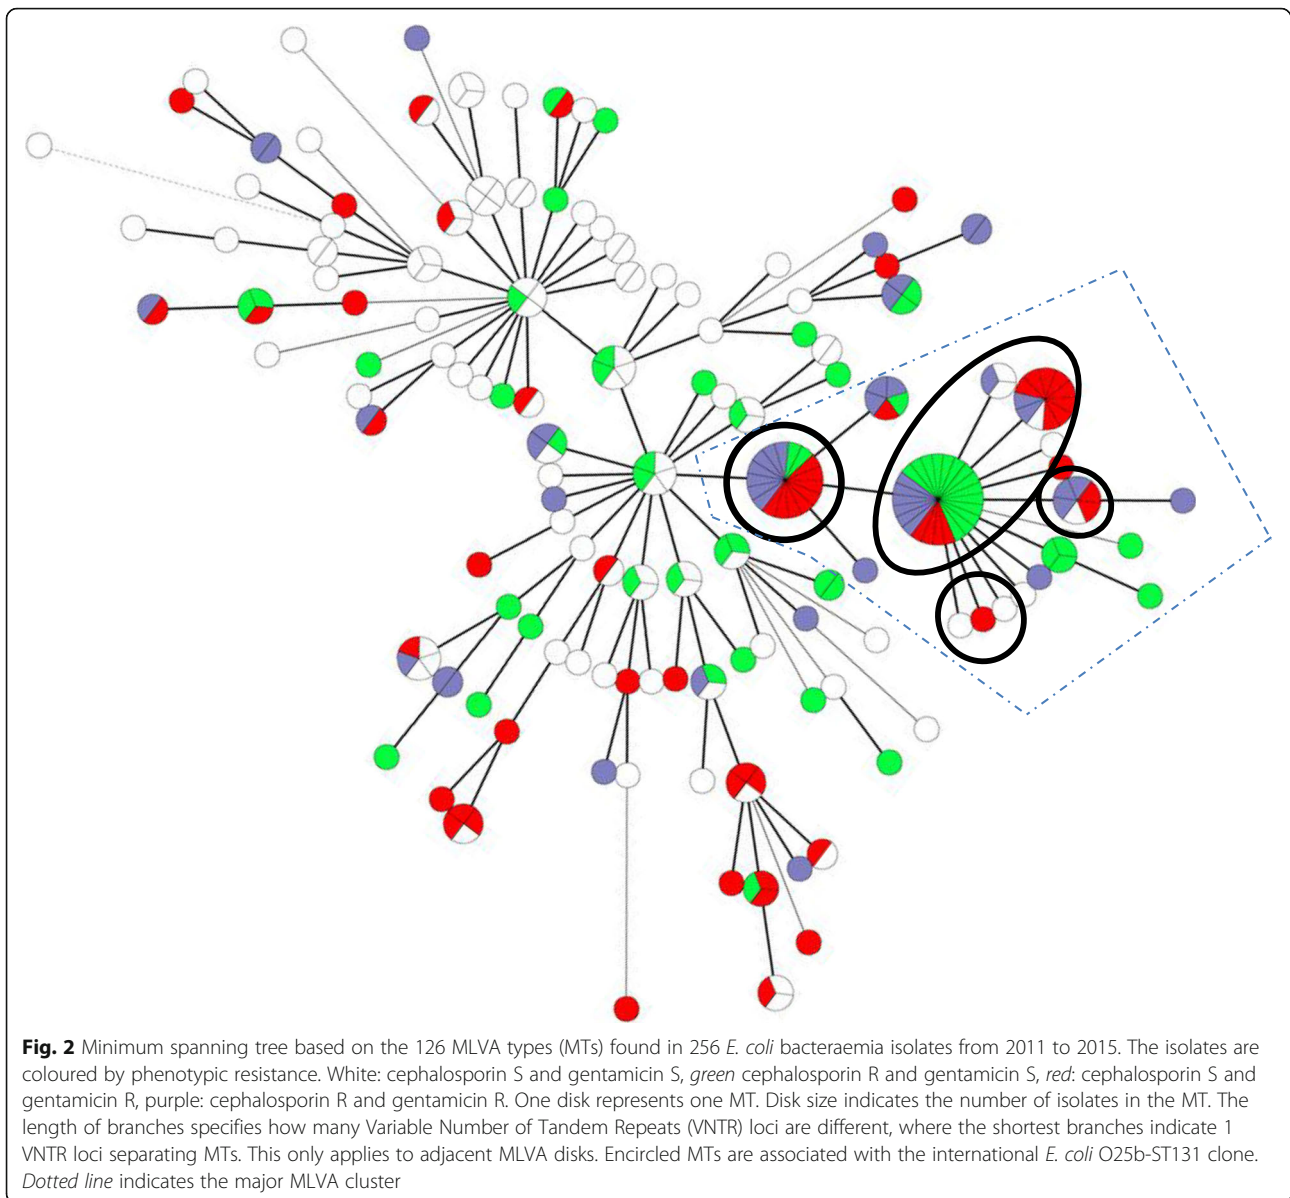 Fig. 2 Minimum spanning tree based on the 126 MLVA types (MTs) found in 256 E. coli bacteraemia isolates from 2011 to 2015. The isolates are
coloured by phenotypic resistance. White: cephalosporin S and gentamicin S, green cephalosporin R and gentamicin S, red: cephalosporin S and
gentamicin R, purple: cephalosporin R and gentamicin R. One disk represents one MT. Disk size indicates the number of isolates in the MT. The
length of branches specifies how many Variable Number of Tandem Repeats (VNTR) loci are different, where the shortest branches indicate 1
VNTR loci separating MTs. This only applies to adjacent MLVA disks. Encircled MTs are associated with the international E. coli O25b-ST131 clone.
Dotted line indicates the major MLVA cluster